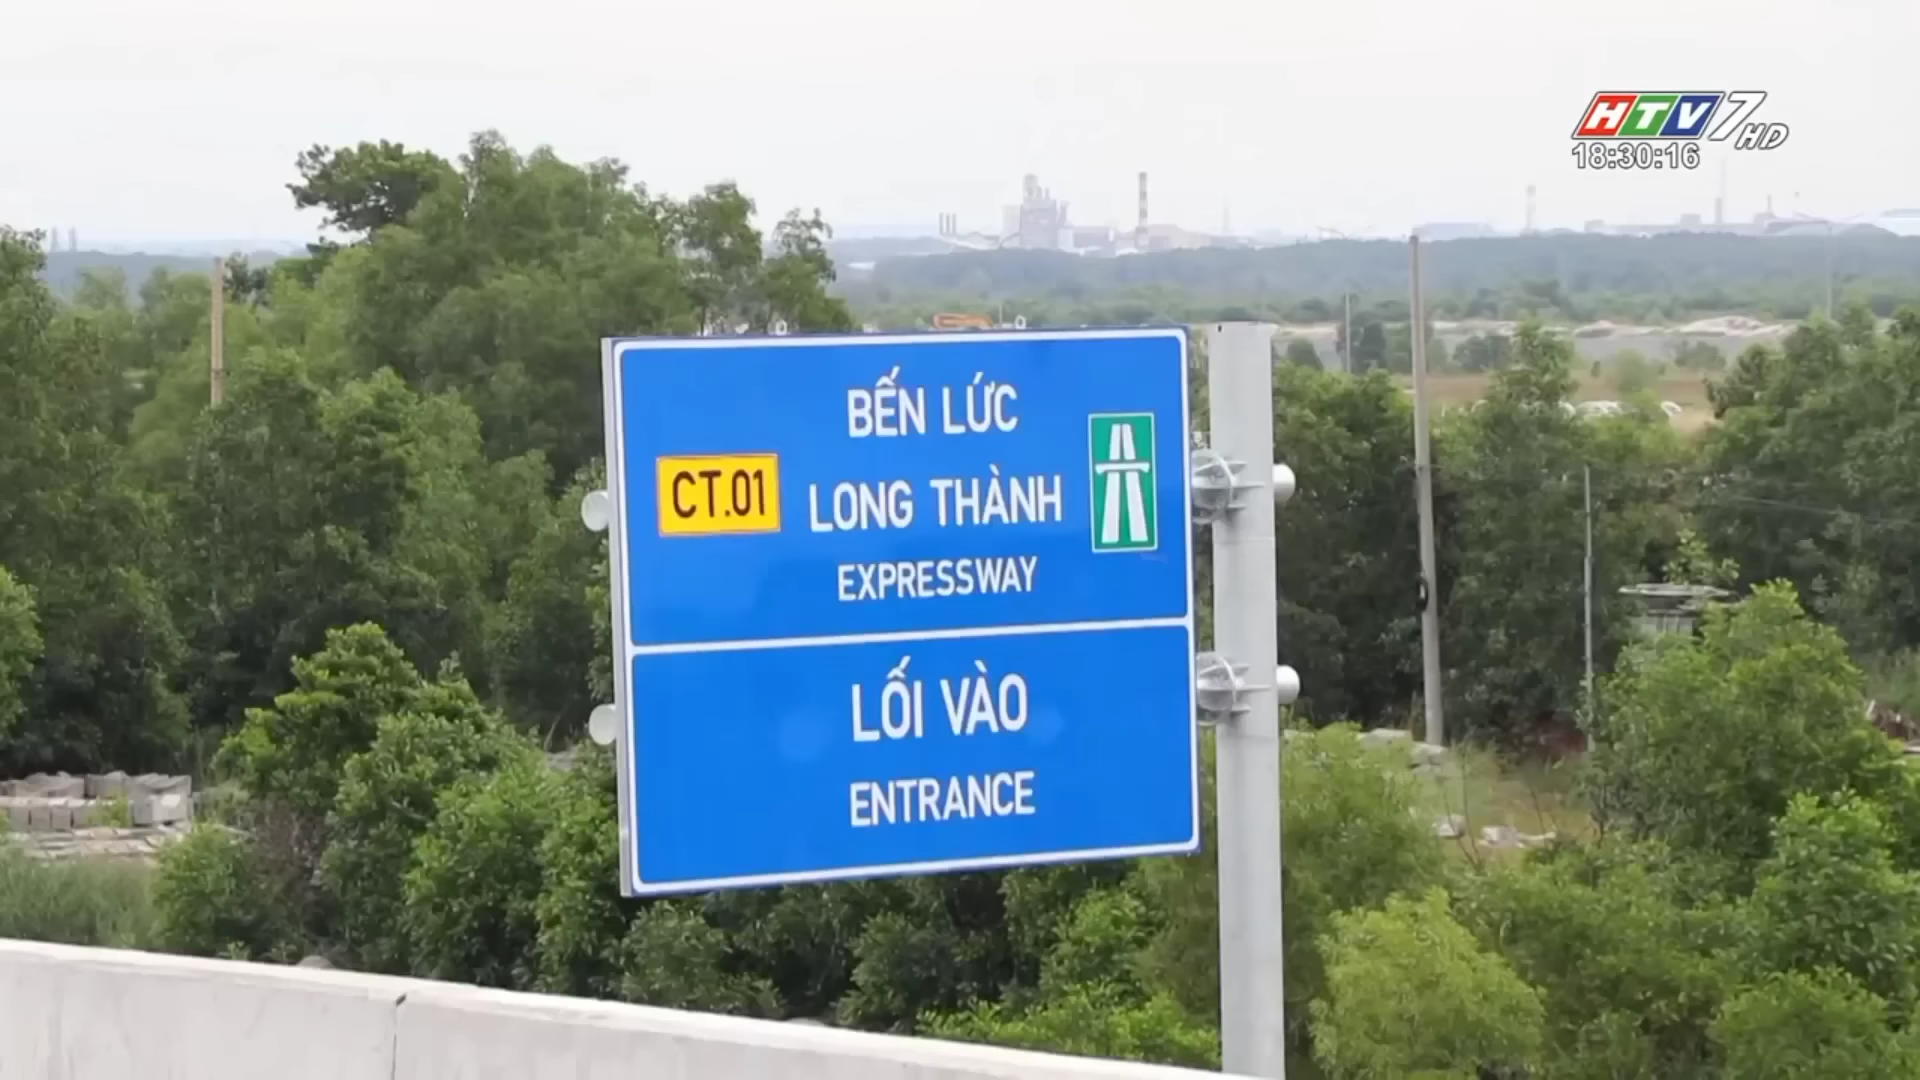 HTV7 HD
18:30:16
BẾN LỨC
CT.01
LONG THÀNH
EXPRESSWAY
LỐI VÀO
ENTRANCE